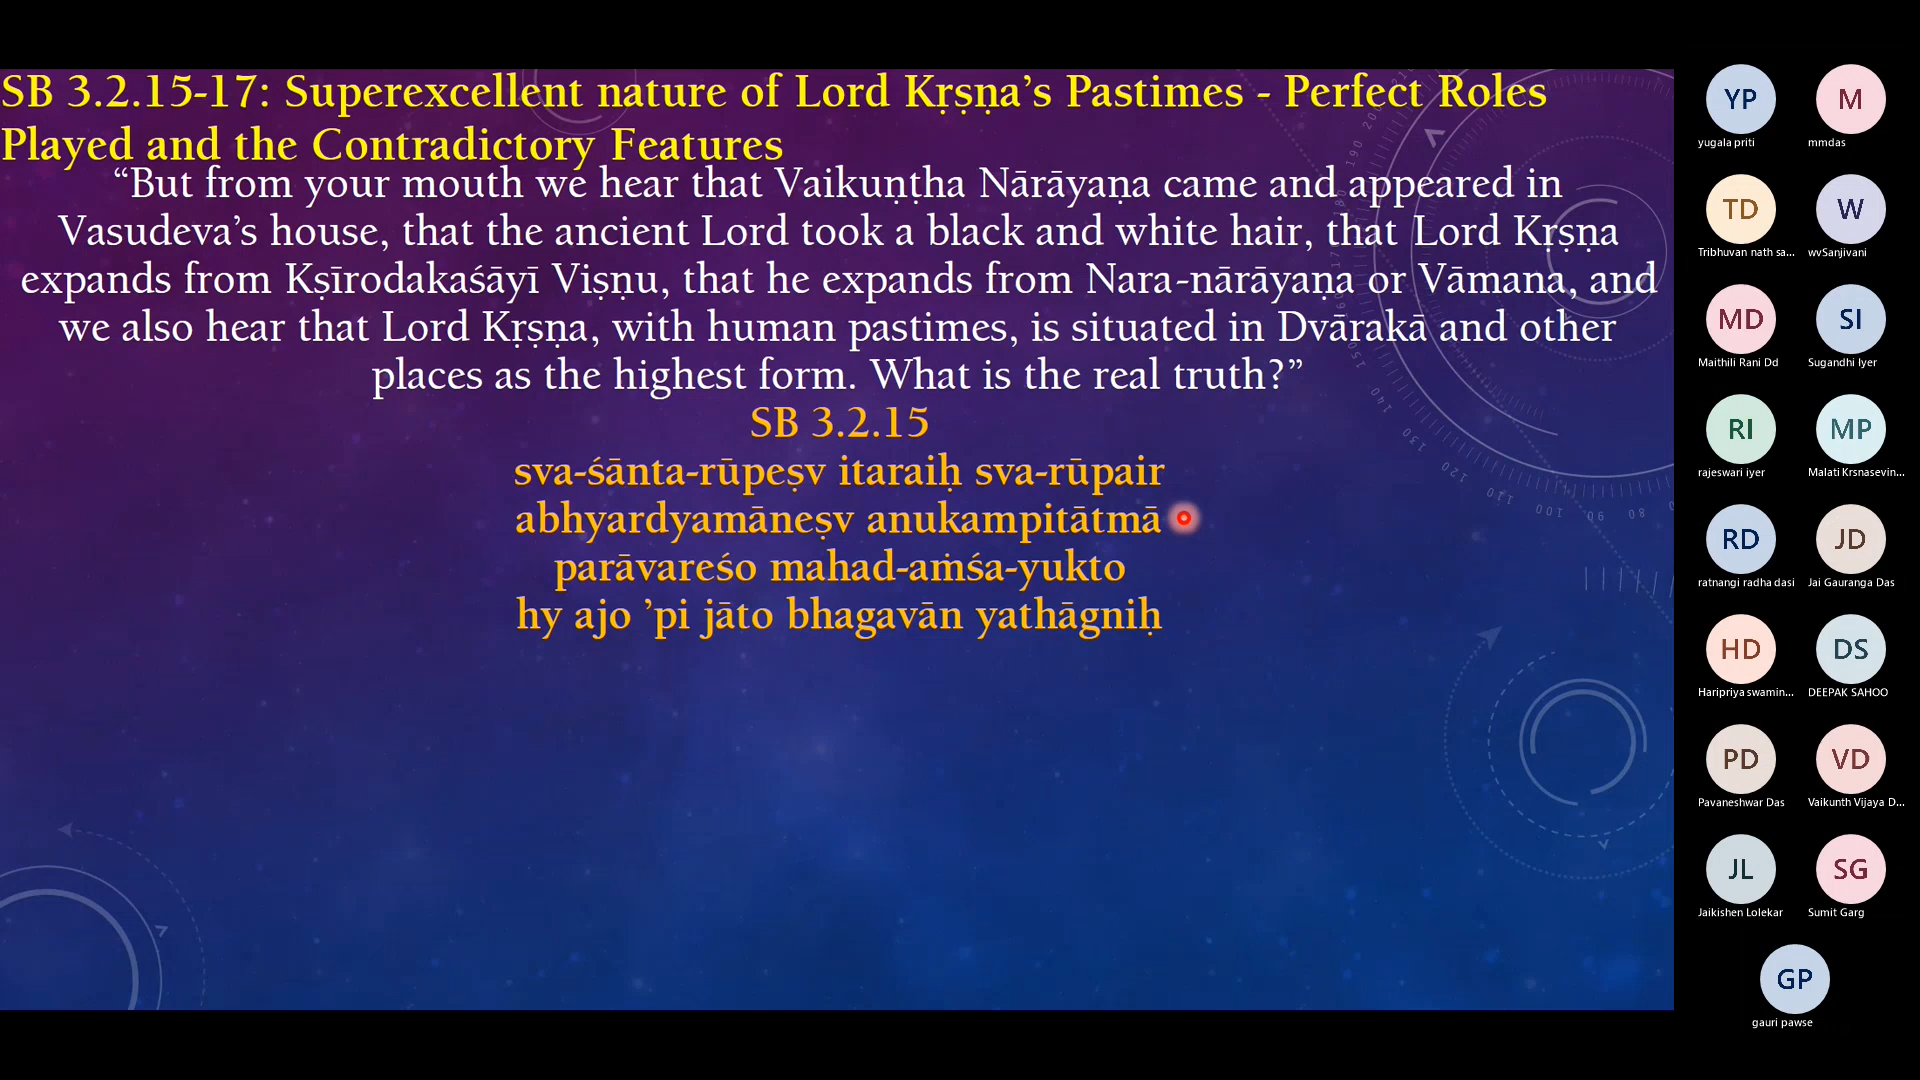 SB 3.2.15-17: Superexcellent nature of Lord Kṛṣṇa’s Pastimes - Perfect Roles
Played and the Contradictory Features
“But from your mouth we hear that Vaikuṇṭha Nārāyaṇa came and appeared in
Vasudeva’s house, that the ancient Lord took a black and white hair, that Lord Kṛṣṇa
expands from Kṣīrodakaśāyī Viṣṇu, that he expands from Nara-nārāyaṇa or Vāmana, and
we also hear that Lord Kṛṣṇa, with human pastimes, is situated in Dvārakā and other
places as the highest form. What is the real truth?”
SB 3.2.15
sva-śānta-rūpeṣv itaraiḥ sva-rūpair
abhyardyamāneṣv anukampitātmā
parāvareśo mahad-aṁśa-yukto
hy ajo ’pi jāto bhagavān yathāgniḥ
YP M
yugala priti mmdas
TD W
Tribhuvan nath sa... wvSanjivani
MD SI
Maithili Rani Dd Sugandhi Iyer
RI MP
rajeswari iyer Malati Krsnasevin...
RD JD
ratnangi radha dasi Jai Gauranga Das
HD DS
Haripriya swamin... DEEPAK SAHOO
PD VD
Pavaneshwar Das Vaikunth Vijaya D...
JL SG
Jaikishen Lolekar Sumit Garg
GP
gauri pawse
190
140
130
120
110
100
90
80